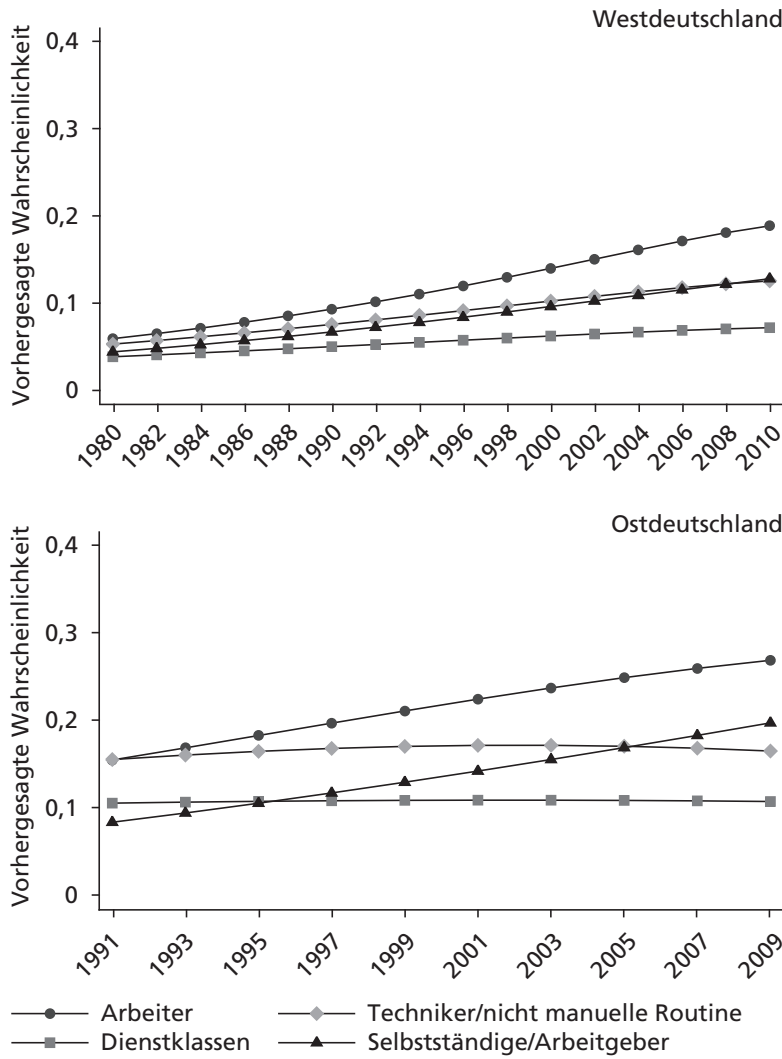 Westdeutschland
Vorhergesagte Wahrscheinlichkeit
0,4
0,3
0,2
0,1
0
1980 1982 1984 1986 1988 1990 1992 1994 1996 1998 2000 2002 2004 2006 2008 2010
Ostdeutschland
Vorhergesagte Wahrscheinlichkeit
0,4
0,3
0,2
0,1
0
1991 1993 1995 1997 1999 2001 2003 2005 2007 2009
Arbeiter Techniker/nicht manuelle Routine
Dienstklassen Selbstständige/Arbeitgeber